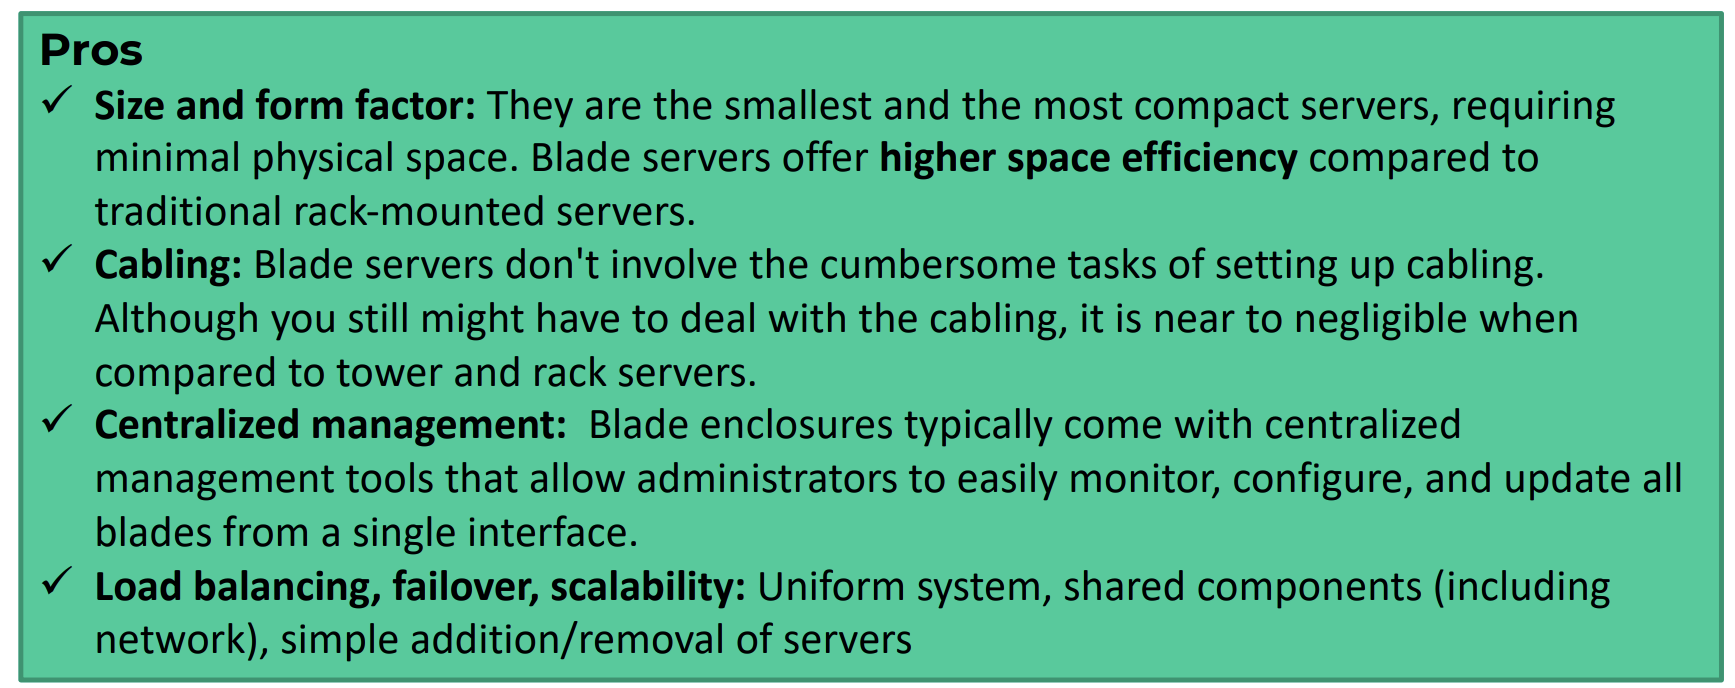 Pros
✓ Size and form factor: They are the smallest and the most compact servers, requiring
minimal physical space. Blade servers offer higher space efficiency compared to
traditional rack-mounted servers.
✓ Cabling: Blade servers don't involve the cumbersome tasks of setting up cabling.
Although you still might have to deal with the cabling, it is near to negligible when
compared to tower and rack servers.
✓ Centralized management: Blade enclosures typically come with centralized
management tools that allow administrators to easily monitor, configure, and update all
blades from a single interface.
✓ Load balancing, failover, scalability: Uniform system, shared components (including
network), simple addition/removal of servers